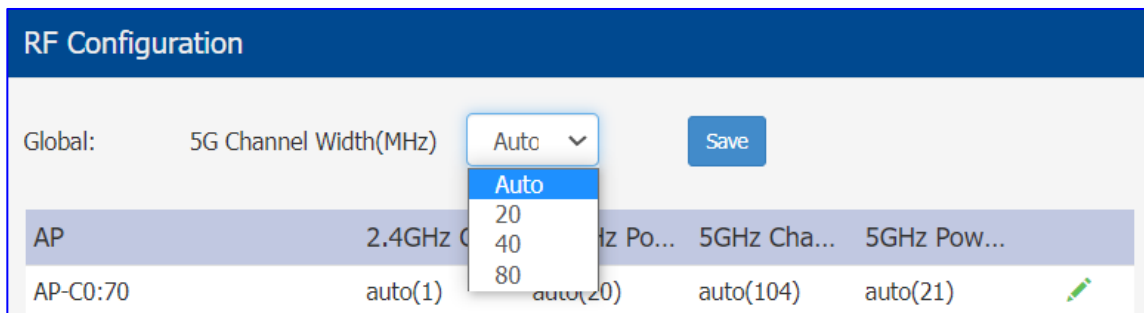 RF Configuration
Global: 5G Channel Width(MHz) Auto Save
Auto
20
40
80
AP 2.4GHz Po... 5GHz Cha... 5GHz Pow...
AP-C0:70 auto(1) auto(20) auto(104) auto(21)